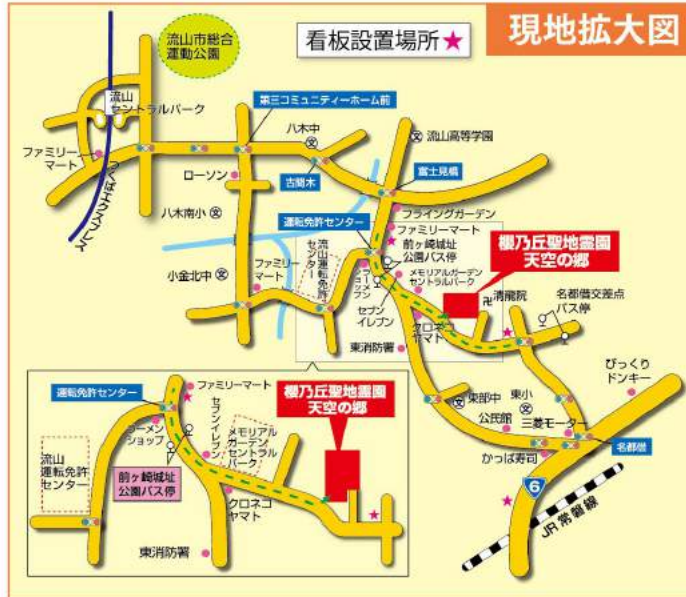 現地拡大図
看板設置場所★
流山市総合
運動公園
流山
セントラルパーク
ファミリー
マート
つくばエクスプレス
第三コミュニティーホーム前
八木中
流山高等学園
ローソン
古間木
富士見橋
八木南小
運転免許センター
フライングガーデン
ファミリーマート
前ヶ崎城址
公園バス停
小金北中
ファミリー
マート
流山運転免許
センター
ラーメン
ショップ
メモリアルガーデン
セントラルパーク
櫻乃丘聖地霊園
天空の郷
セブン
イレブン
清龍院
名都借交差点
バス停
クロネコ
ヤマト
東消防署
びっくり
ドンキー
東部中
東小
公民館
三菱モーター
名都借
かっぱ寿司
6
JR常磐線
運転免許センター
ファミリーマート
セブンイレブン
櫻乃丘聖地霊園
天空の郷
ラーメン
ショップ
メモリアル
ガーデン
セントラル
パーク
流山
運転免許
センター
前ヶ崎城址
公園バス停
クロネコ
ヤマト
東消防署